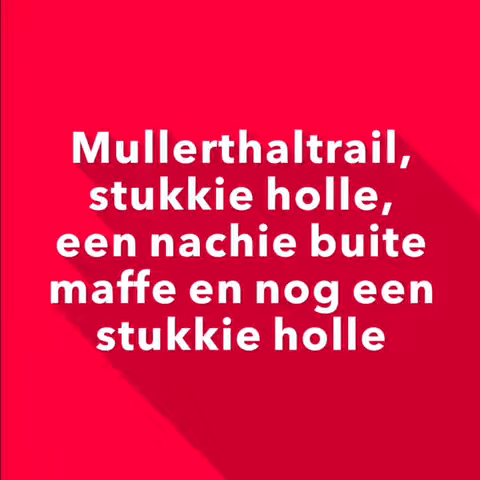 Mullerthaltrail,
stukkie holle,
een nachie buite
maffe en nog een
stukkie holle